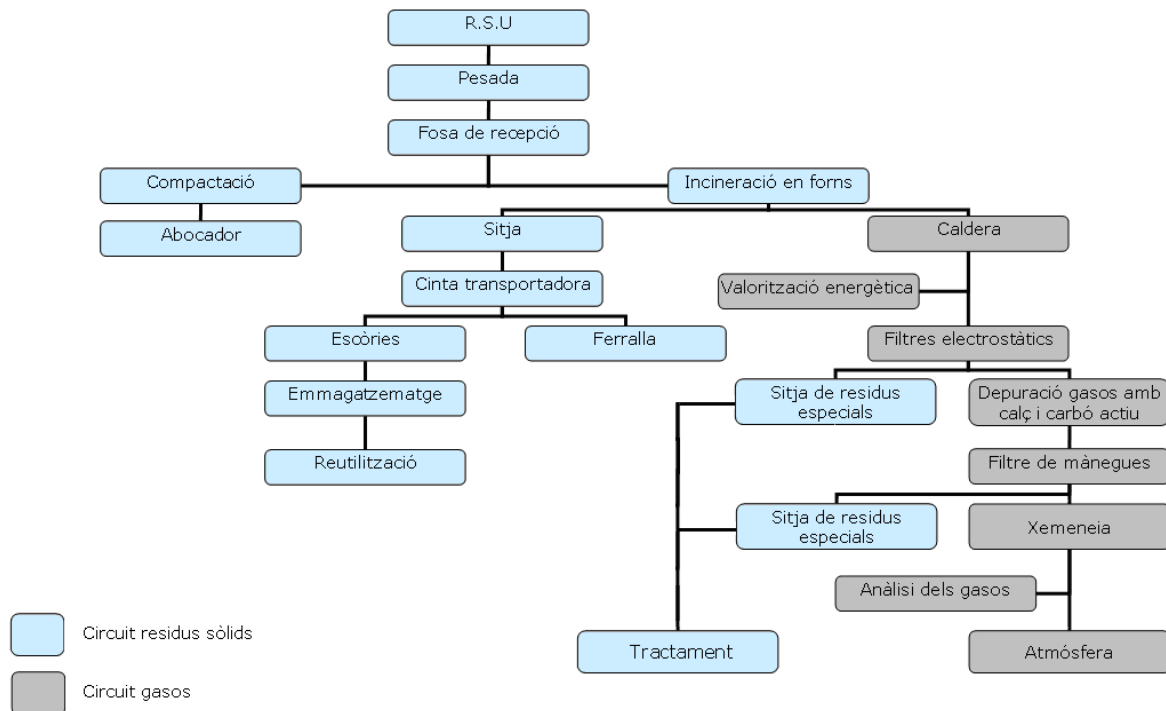 R.S.U
Pesada
Fosa de recepció
Compactació
Incineració en forns
Abocador
Sitja
Caldera
Cinta transportadora
Valorització energètica
Escòries
Ferralla
Filtres electrostàtics
Emmagatzematge
Sitja de residus
especials
Depuració gasos amb
calç i carbó actiu
Reutilització
Filtre de mànegues
Sitja de residus
especials
Xemeneia
Anàlisi dels gasos
Circuit residus sòlids
Tractament
Atmósfera
Circuit gasos